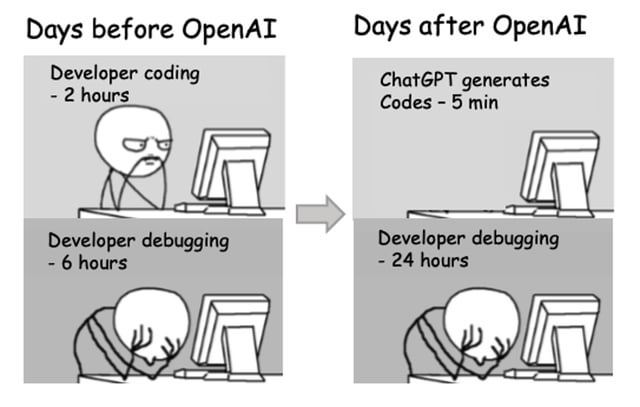 Days before OpenAI
Developer coding
- 2 hours
Developer debugging
- 6 hours
Days after OpenAI
ChatGPT generates
Codes – 5 min
Developer debugging
- 24 hours